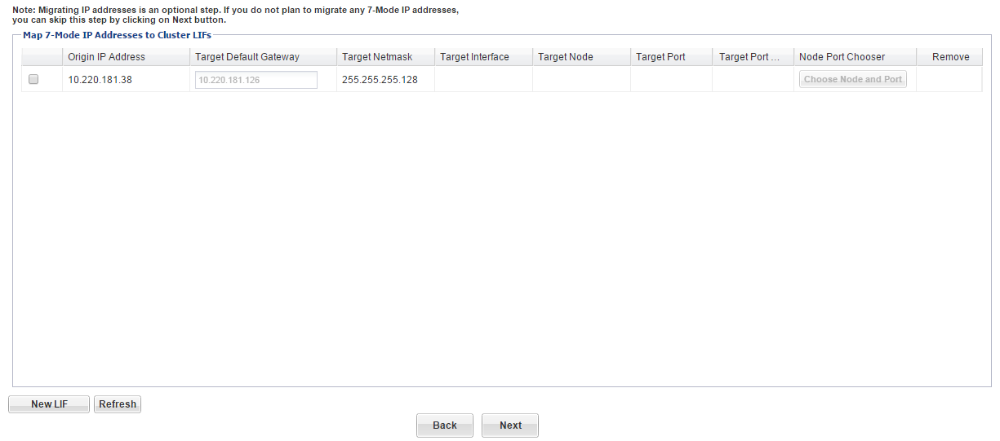 Note: Migrating IP addresses is an optional step. If you do not plan to migrate any 7-Mode IP addresses,
you can skip this step by clicking on Next button.
Map 7-Mode IP Addresses to Cluster LIFs
Origin IP Address Target Default Gateway Target Netmask Target Interface Target Node Target Port Target Port ... Node Port Chooser Remove
10.220.181.38 10.220.181.126 255.255.255.128 Choose Node and Port
New LIF Refresh
Back Next